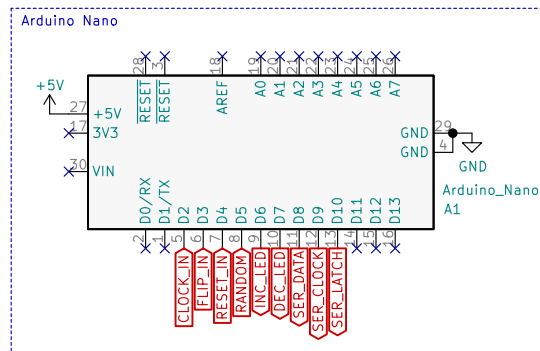 Arduino Nano
28 3 18 19 20 21 22 23 24 25 26
RESET RESET AREF A0 A1 A2 A3 A4 A5 A6 A7
+5V
27 +5V
17 3V3
30 VIN
GND 29
GND 4
GND
Arduino_Nano
A1
D0/RX D1/TX D2 D3 D4 D5 D6 D7 D8 D9 D10 D11 D12 D13
2 1 5 6 7 8 9 10 11 12 13 14 15 16
CLOCK_IN FLIP_IN RESET_IN RANDOM INC_LED DEC_LED SER_DATA SER_CLOCK SER_LATCH